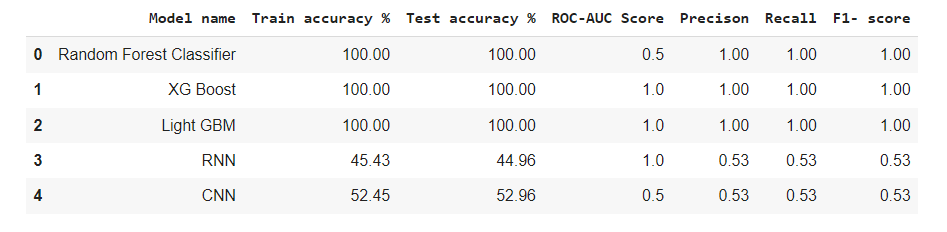 Model name Train accuracy % Test accuracy % ROC-AUC Score Precison Recall F1- score
0 Random Forest Classifier 100.00 100.00 0.5 1.00 1.00 1.00
1 XG Boost 100.00 100.00 1.0 1.00 1.00 1.00
2 Light GBM 100.00 100.00 1.0 1.00 1.00 1.00
3 RNN 45.43 44.96 1.0 0.53 0.53 0.53
4 CNN 52.45 52.96 0.5 0.53 0.53 0.53